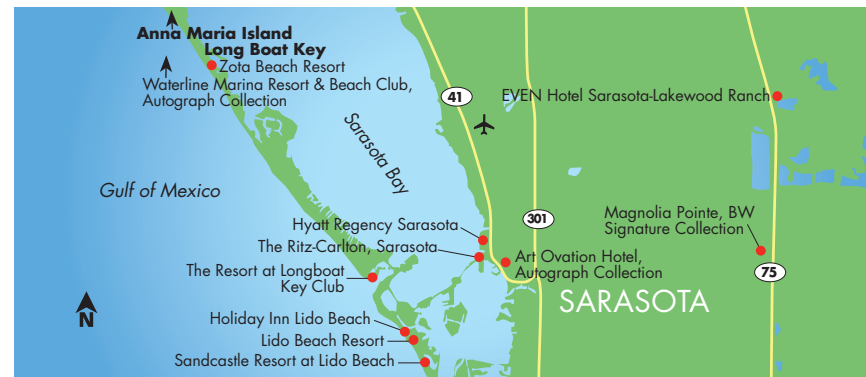 Anna Maria Island
Long Boat Key
Zota Beach Resort
Waterline Marina Resort & Beach Club,
Autograph Collection
41
EVEN Hotel Sarasota-Lakewood Ranch
Sarasota Bay
Gulf of Mexico
301
Hyatt Regency Sarasota
The Ritz-Carlton, Sarasota
Magnolia Pointe, BW
Signature Collection
Art Ovation Hotel,
Autograph Collection
75
The Resort at Longboat
Key Club
SARASOTA
N
Holiday Inn Lido Beach
Lido Beach Resort
Sandcastle Resort at Lido Beach